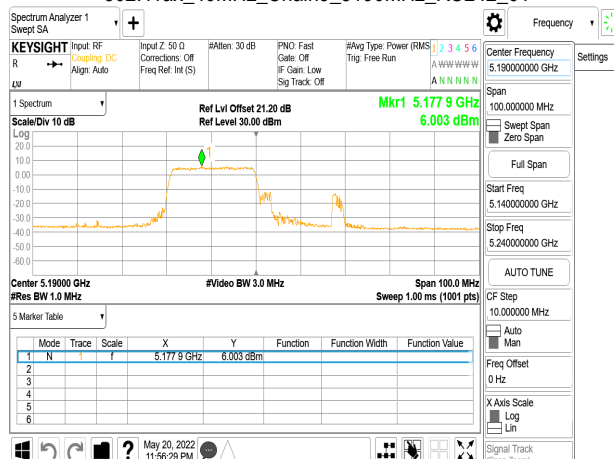 Spectrum Analyzer 1
Swept SA
+
Frequency
Settings
KEYSIGHT
R
Input: RF
Coupling: DC
Align: Auto
Input Z: 50 Ω
Corrections: Off
Freq Ref: Int (S)
#Atten: 30 dB
PNO: Fast
Gate: Off
IF Gain: Low
Sig Track: Off
#Avg Type: Power (RMS
Trig: Free Run
1 2 3 4 5 6
A W W W W W
A N N N N N
1 Spectrum
Scale/Div 10 dB
Ref Lvl Offset 21.20 dB
Ref Level 30.00 dBm
Mkr1 5.177 9 GHz
6.003 dBm
Log
20.0
10.0
0.00
-10.0
-20.0
-30.0
-40.0
-50.0
-60.0
1
Center 5.19000 GHz
#Res BW 1.0 MHz
#Video BW 3.0 MHz
Span 100.0 MHz
Sweep 1.00 ms (1001 pts)
5 Marker Table
Mode Trace Scale X Y Function Function Width Function Value
1 N 1 f 5.177 9 GHz 6.003 dBm
2
3
4
5
6
May 20, 2022
11:56:29 PM
?
Center Frequency
5.190000000 GHz
Span
100.000000 MHz
Swept Span
Zero Span
Full Span
Start Freq
5.140000000 GHz
Stop Freq
5.240000000 GHz
AUTO TUNE
CF Step
10.000000 MHz
Auto
Man
Freq Offset
0 Hz
X Axis Scale
Log
Lin
Signal Track